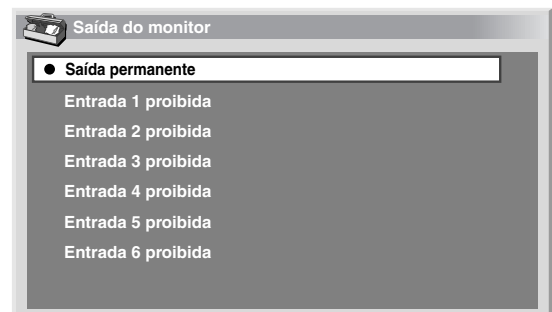 Saída do monitor
● Saída permanente
Entrada 1 proibida
Entrada 2 proibida
Entrada 3 proibida
Entrada 4 proibida
Entrada 5 proibida
Entrada 6 proibida